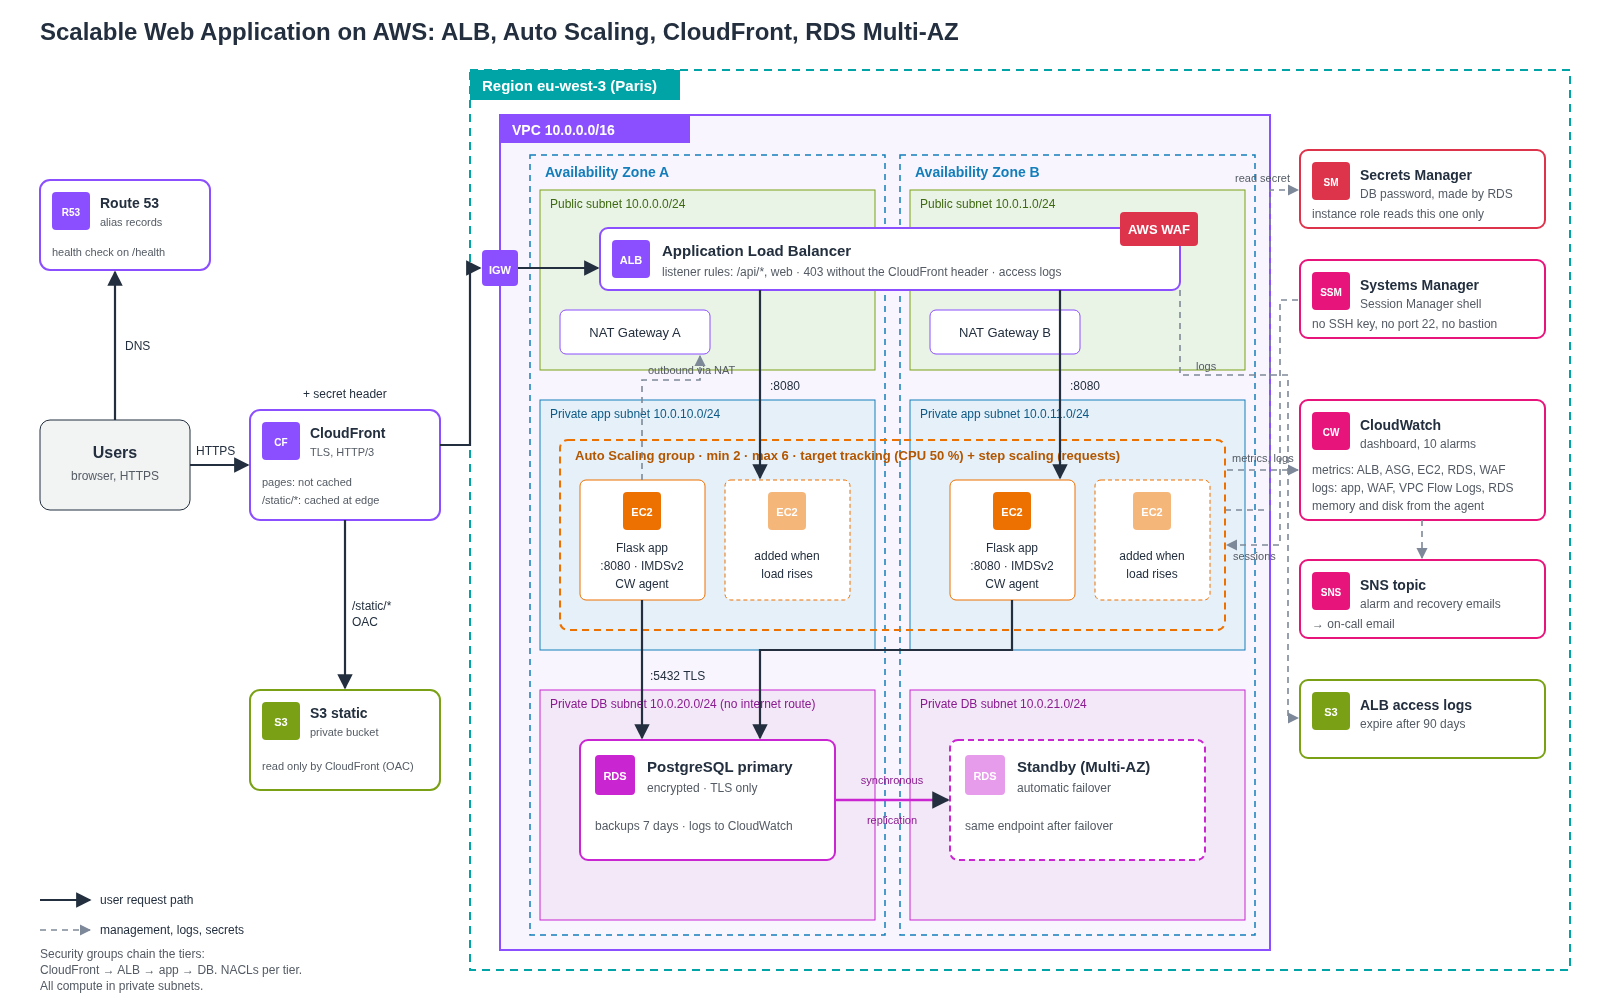 Scalable Web Application on AWS: ALB, Auto Scaling, CloudFront, RDS Multi-AZ
Region eu-west-3 (Paris)
VPC 10.0.0.0/16
Availability Zone A
Availability Zone B
R53
Route 53
alias records
health check on /health
DNS
Users
browser, HTTPS
HTTPS
+ secret header
CF
CloudFront
TLS, HTTP/3
pages: not cached
/static/*: cached at edge
/static/*
OAC
S3
S3 static
private bucket
read only by CloudFront (OAC)
IGW
Public subnet 10.0.0.0/24
Public subnet 10.0.1.0/24
AWS WAF
ALB
Application Load Balancer
listener rules: /api/*, web · 403 without the CloudFront header · access logs
NAT Gateway A
NAT Gateway B
outbound via NAT
:8080
:8080
Private app subnet 10.0.10.0/24
Private app subnet 10.0.11.0/24
Auto Scaling group · min 2 · max 6 · target tracking (CPU 50 %) + step scaling (requests)
EC2
Flask app
:8080 · IMDSv2
CW agent
EC2
added when
load rises
EC2
Flask app
:8080 · IMDSv2
CW agent
EC2
added when
load rises
:5432 TLS
Private DB subnet 10.0.20.0/24 (no internet route)
Private DB subnet 10.0.21.0/24
RDS
PostgreSQL primary
encrypted · TLS only
backups 7 days · logs to CloudWatch
synchronous
replication
RDS
Standby (Multi-AZ)
automatic failover
same endpoint after failover
read secret
logs
metrics, logs
sessions
SM
Secrets Manager
DB password, made by RDS
instance role reads this one only
SSM
Systems Manager
Session Manager shell
no SSH key, no port 22, no bastion
CW
CloudWatch
dashboard, 10 alarms
metrics: ALB, ASG, EC2, RDS, WAF
logs: app, WAF, VPC Flow Logs, RDS
memory and disk from the agent
SNS
SNS topic
alarm and recovery emails
→ on-call email
S3
ALB access logs
expire after 90 days
user request path
management, logs, secrets
Security groups chain the tiers:
CloudFront → ALB → app → DB. NACLs per tier.
All compute in private subnets.